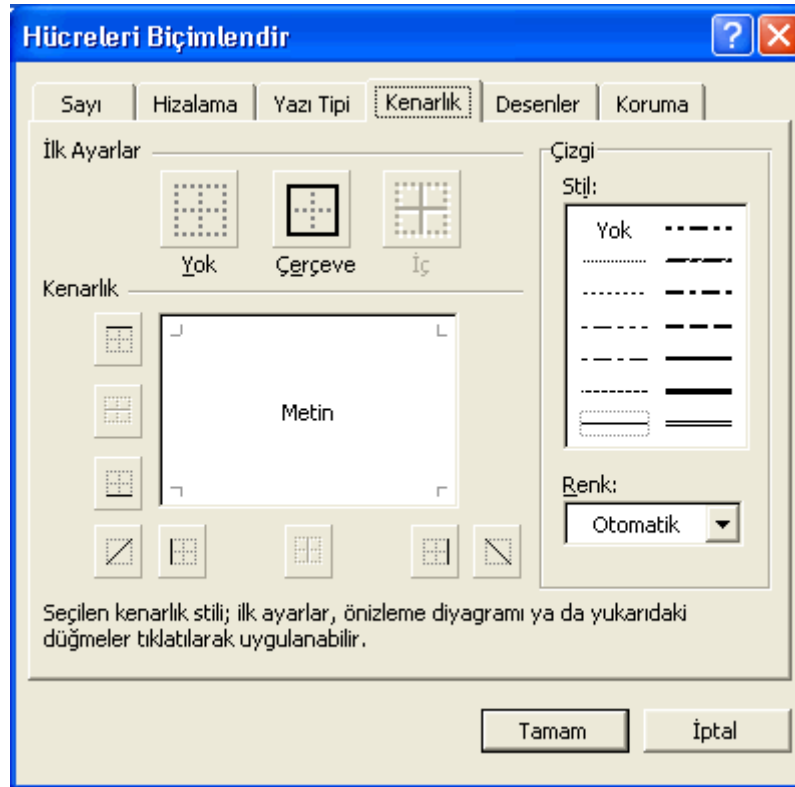 Hücreleri Biçimlendir
Sayı Hizalama Yazı Tipi Kenarlık Desenler Koruma
İlk Ayarlar
Yok Çerçeve İç
Kenarlık
Metin
Çizgi
Stil:
Yok
Renk:
Otomatik
Seçilen kenarlık stili; ilk ayarlar, önizleme diyagramı ya da yukarıdaki
düğmeler tıklatılarak uygulanabilir.
Tamam İptal